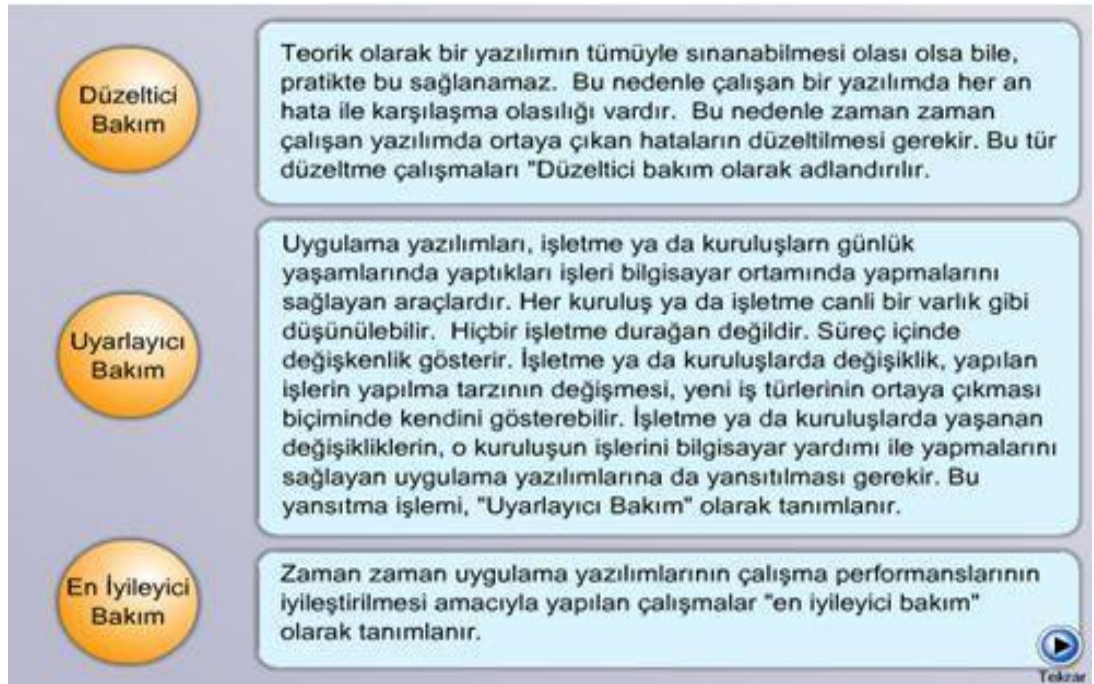 Düzeltici
Bakım
Teorik olarak bir yazılımın tümüyle sınanabilmesi olası olsa bile,
pratikte bu sağlanamaz. Bu nedenle çalışan bir yazılımda her an
hata ile karşılaşma olasılığı vardır. Bu nedenle zaman zaman
çalışan yazılımda ortaya çıkan hataların düzeltilmesi gerekir. Bu tür
düzeltme çalışmaları "Düzeltici bakım olarak adlandırılır.
Uyarlayıcı
Bakım
Uygulama yazılımları, işletme ya da kuruluşlarn günlük
yaşamlarında yaptıkları işleri bilgisayar ortamında yapmalarını
sağlayan araçlardır. Her kuruluş ya da işletme canli bir varlık gibi
düşünülebilir. Hiçbir işletme durağan değildir. Süreç içinde
değişkenlik gösterir. İşletme ya da kuruluşlarda değişiklik, yapılan
işlerin yapılma tarzının değişmesi, yeni iş türlerinin ortaya çıkması
biçiminde kendini gösterebilir. İşletme ya da kuruluşlarda yaşanan
değişikliklerin, o kuruluşun işlerini bilgisayar yardımı ile yapmalarını
sağlayan uygulama yazılımlarına da yansıtılması gerekir. Bu
yansıtma işlemi, "Uyarlayıcı Bakım" olarak tanımlanır.
En İyileyici
Bakım
Zaman zaman uygulama yazılımlarının çalışma performanslarının
iyileştirilmesi amacıyla yapılan çalışmalar "en iyileyici bakım"
olarak tanımlanır.
Tekrar